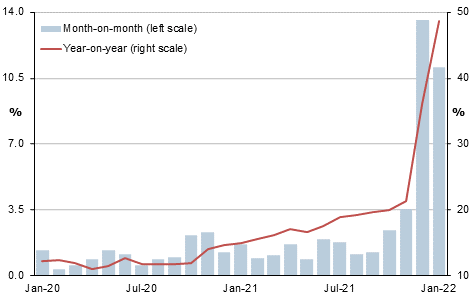 14.0
10.5
%
7.0
3.5
0.0
Month-on-month (left scale)
Year-on-year (right scale)
50
40
%
30
20
10
Jan-20
Jul-20
Jan-21
Jul-21
Jan-22